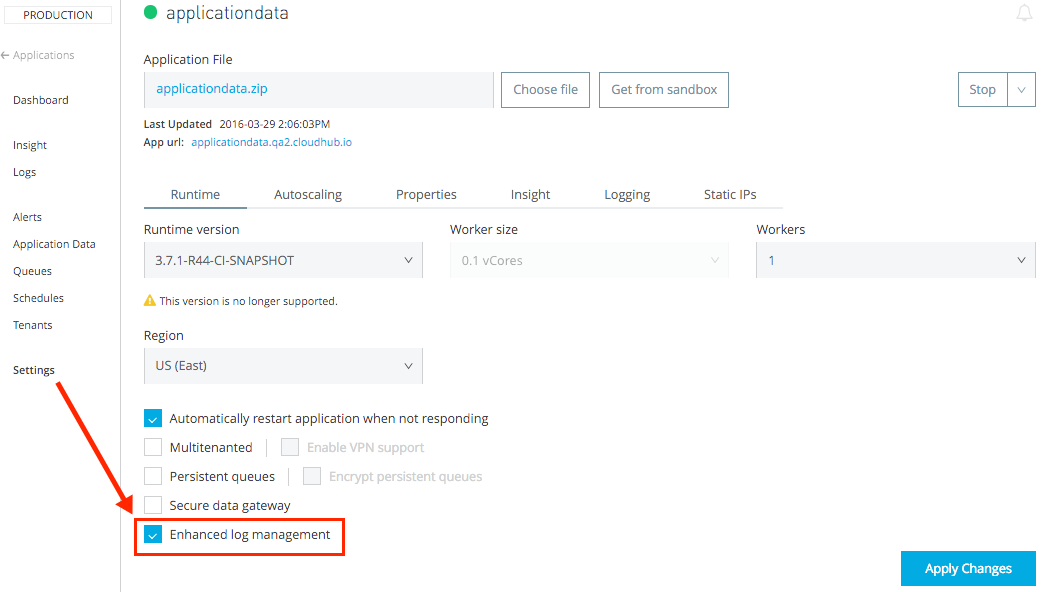 PRODUCTION
Applications
Dashboard
Insight
Logs
Alerts
Application Data
Queues
Schedules
Tenants
Settings
applicationdata
Application File
applicationdata.zip
Choose file
Get from sandbox
Stop
Last Updated 2016-03-29 2:06:03PM
App url: applicationdata.qa2.cloudhub.io
Runtime Autoscaling Properties Insight Logging Static IPs
Runtime version
3.7.1-R44-CI-SNAPSHOT
This version is no longer supported.
Worker size
0.1 vCores
Workers
1
Region
US (East)
Automatically restart application when not responding
Multitenanted Enable VPN support
Persistent queues Encrypt persistent queues
Secure data gateway
Enhanced log management
Apply Changes